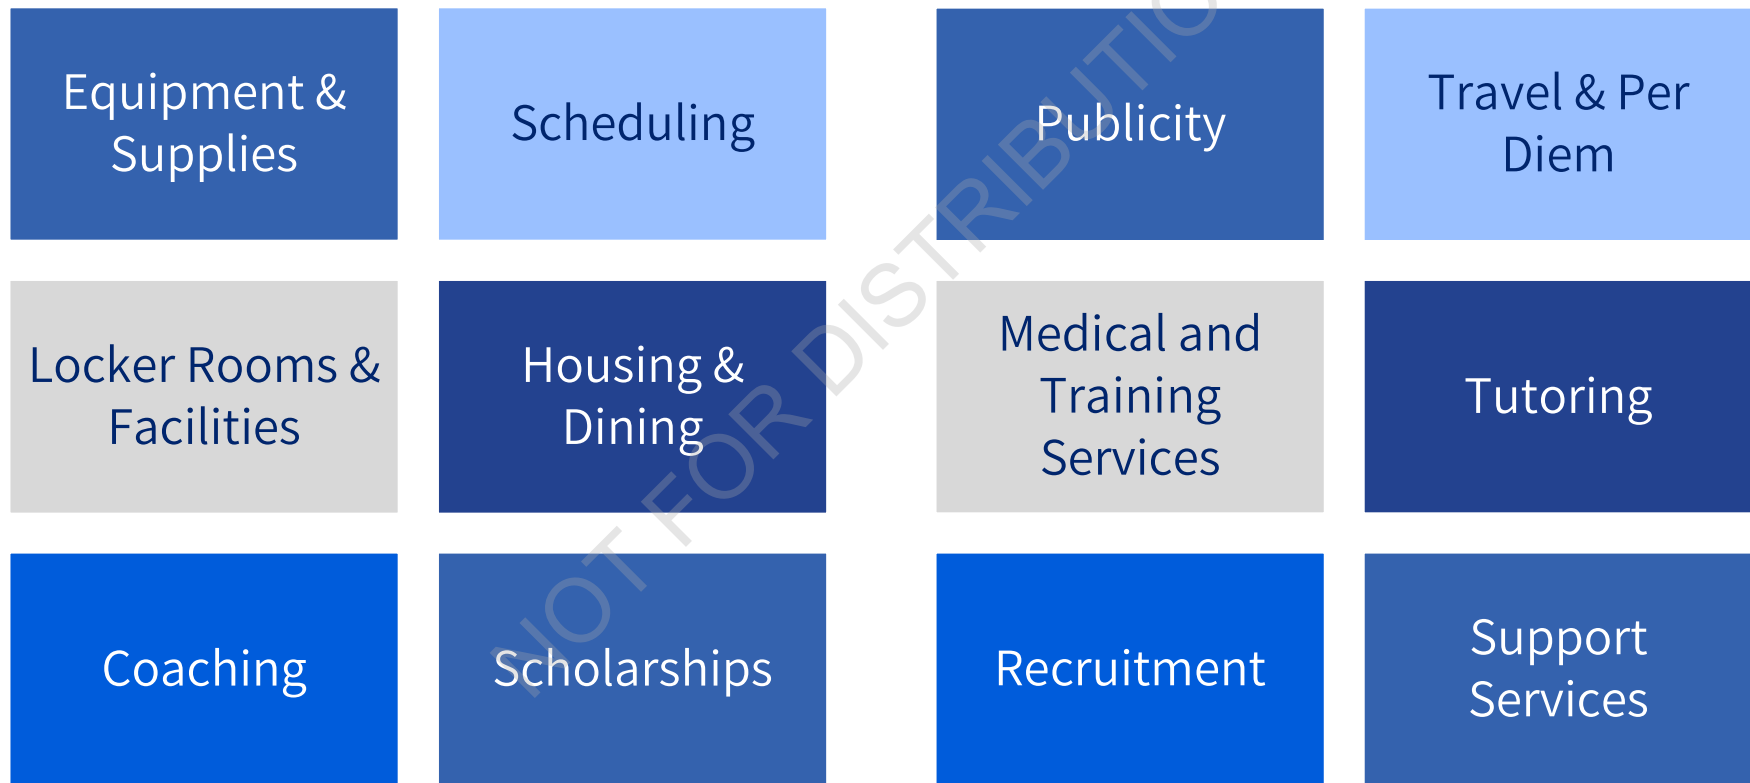 Equipment &
Supplies
Scheduling
Publicity
Travel & Per
Diem
Locker Rooms &
Facilities
Housing &
Dining
Medical and
Training
Services
Tutoring
Coaching
Scholarships
Recruitment
Support
Services
NOT FOR DISTRIBUTIO